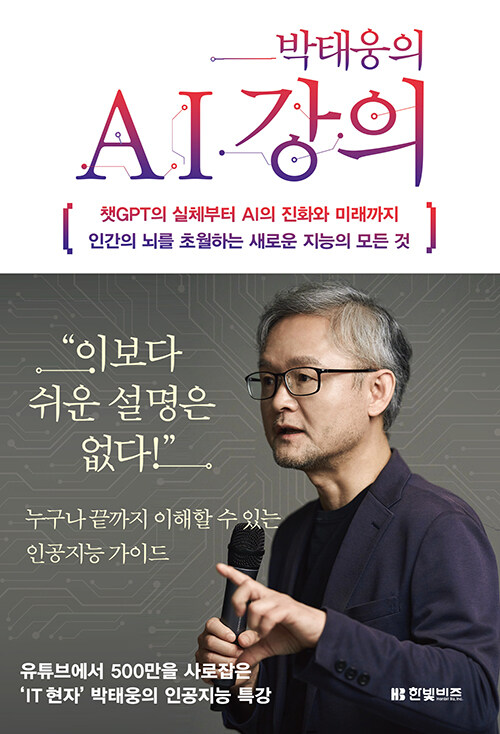 박태웅의
AI 강의
챗GPT의 실체부터 AI의 진화와 미래까지
인간의 뇌를 초월하는 새로운 지능의 모든 것
“이보다
쉬운 설명은
없다!”
누구나 끝까지 이해할 수 있는
인공지능 가이드
유튜브에서 500만을 사로잡은
‘IT 현자’ 박태웅의 인공지능 특강
HB 한빛비즈
Hanbit Biz, Inc.